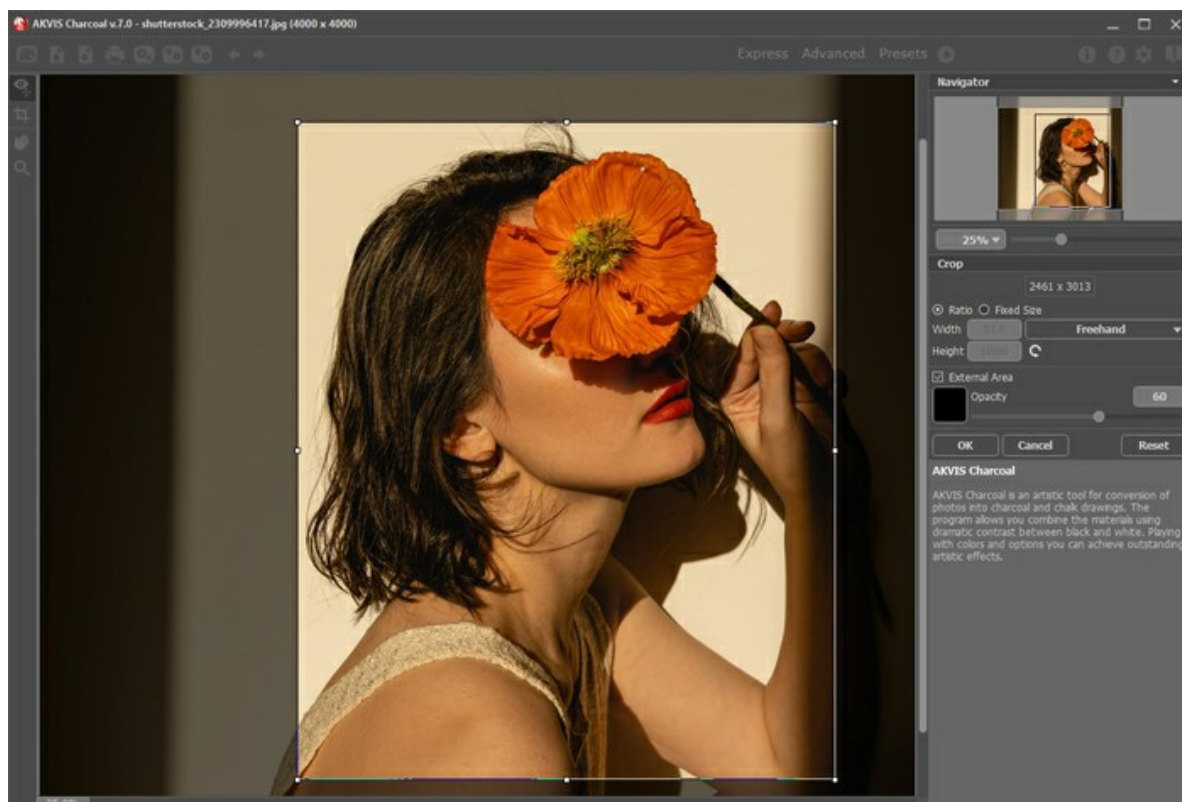 AKVIS Charcoal v.7.0 - shutterstock_2309996417.jpg (4000 x 4000)
Express Advanced Presets
Navigator
25%
Crop
2461 x 3013
Ratio Fixed Size
Width Freehand
Height
External Area
Opacity 60
OK Cancel Reset
AKVIS Charcoal
AKVIS Charcoal is an artistic tool for conversion of
photos into charcoal and chalk drawings. The
program allows you combine the materials using
dramatic contrast between black and white. Playing
with colors and options you can achieve outstanding
artistic effects.